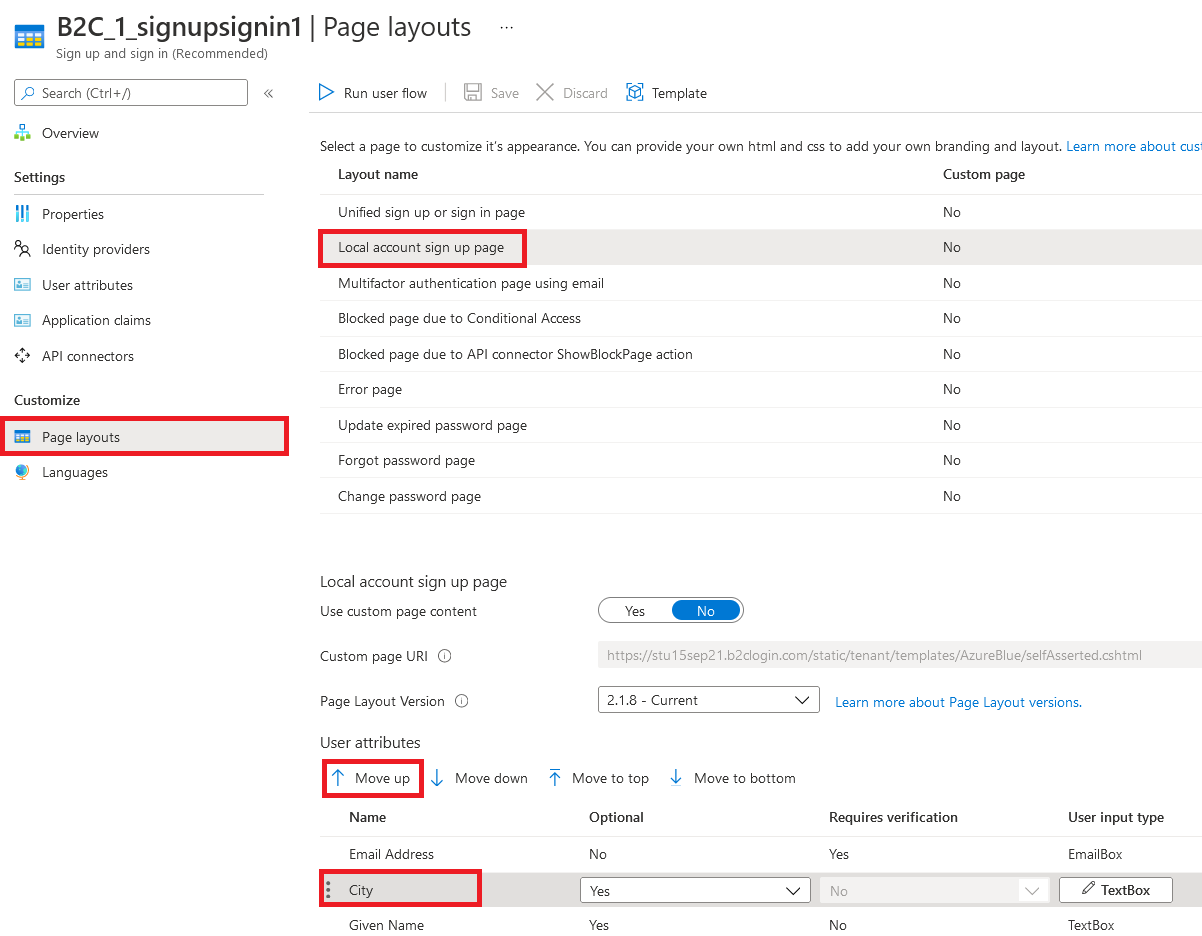 B2C_1_signupsignin1 | Page layouts ...
Sign up and sign in (Recommended)
Search (Ctrl+/)
«
Overview
Settings
Properties
Identity providers
User attributes
Application claims
API connectors
Customize
Page layouts
Languages
Run user flow
Save
Discard
Template
Select a page to customize it's appearance. You can provide your own html and css to add your own branding and layout. Learn more about cust
Layout name Custom page
Unified sign up or sign in page No
Local account sign up page No
Multifactor authentication page using email No
Blocked page due to Conditional Access No
Blocked page due to API connector ShowBlockPage action No
Error page No
Update expired password page No
Forgot password page No
Change password page No
Local account sign up page
Use custom page content Yes No
Custom page URI https://stu15sep21.b2clogin.com/static/tenant/templates/AzureBlue/selfAsserted.cshtml
Page Layout Version 2.1.8 - Current Learn more about Page Layout versions.
User attributes
Move up Move down Move to top Move to bottom
Name Optional Requires verification User input type
Email Address No Yes EmailBox
City Yes No TextBox
Given Name Yes No TextBox